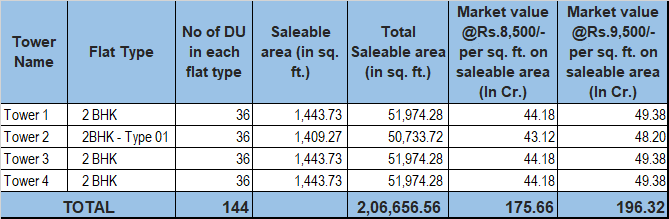 Tower Name | Flat Type | No of DU in each flat type | Saleable area (in sq. ft.) | Total Saleable area (in sq. ft.) | Market value @Rs.8,500/- per sq. ft. on saleable area (In Cr.) | Market value @Rs.9,500/- per sq. ft. on saleable area (In Cr.)
Tower 1 | 2 BHK | 36 | 1,443.73 | 51,974.28 | 44.18 | 49.38
Tower 2 | 2BHK - Type 01 | 36 | 1,409.27 | 50,733.72 | 43.12 | 48.20
Tower 3 | 2 BHK | 36 | 1,443.73 | 51,974.28 | 44.18 | 49.38
Tower 4 | 2 BHK | 36 | 1,443.73 | 51,974.28 | 44.18 | 49.38
TOTAL | 144 | | 2,06,656.56 | 175.66 | 196.32